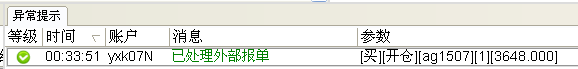 异常提示
等级 时间 账户 消息 参数
00:33:51 yxk07N 已处理外部报单 [买][开仓][ag1507][1][3648.000]